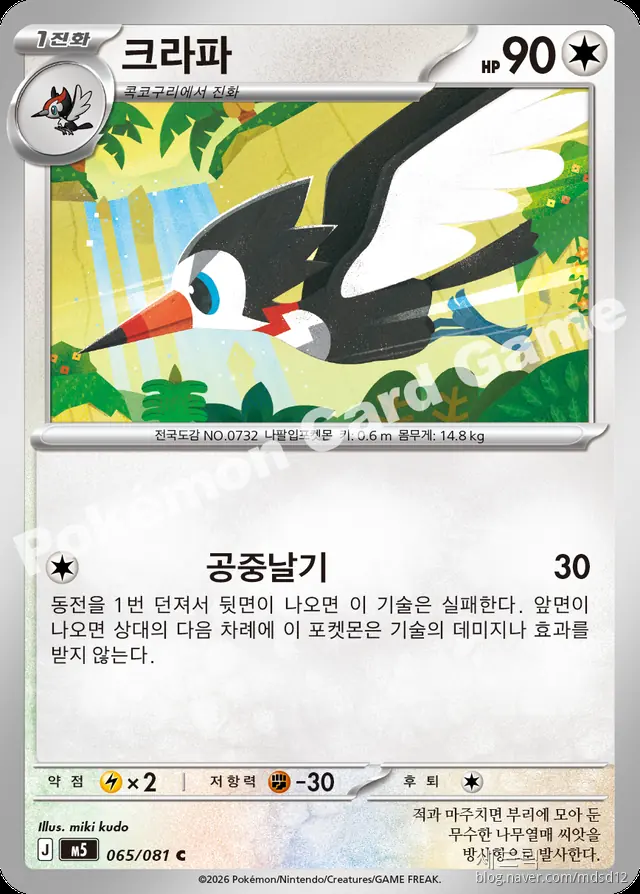 1진화
크라파
HP 90
콕코구리에서 진화
전국도감 NO.0732 나팔입포켓몬 키: 0.6 m 몸무게: 14.8 kg
Pokémon Card Game
공중날기 30
동전을 1번 던져서 뒷면이 나오면 이 기술은 실패한다. 앞면이
나오면 상대의 다음 차례에 이 포켓몬은 기술의 데미지나 효과를
받지 않는다.
약점 ×2 저항력 -30 후퇴
적과 마주치면 부리에 모아 둔
무수한 나무열매 씨앗을
방사형으로 발사한다.
Illus. miki kudo
J M5 065/081 C
©2026 Pokémon/Nintendo/Creatures/GAME FREAK.
blog.naver.com/mdsd12